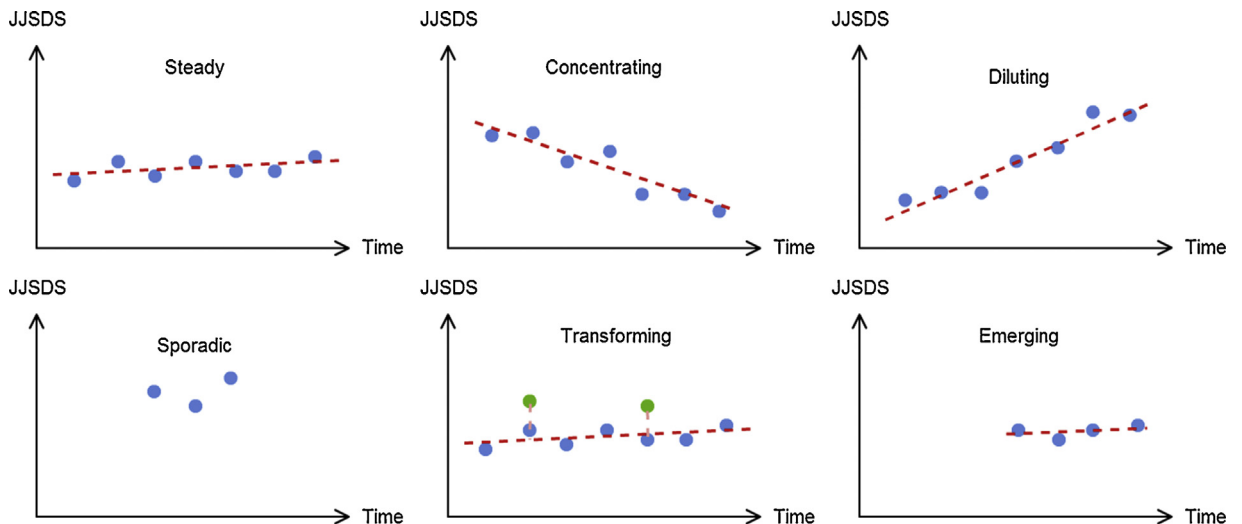 JJSDS
Steady
Time
JJSDS
Concentrating
Time
JJSDS
Diluting
Time
JJSDS
Sporadic
Time
JJSDS
Transforming
Time
JJSDS
Emerging
Time